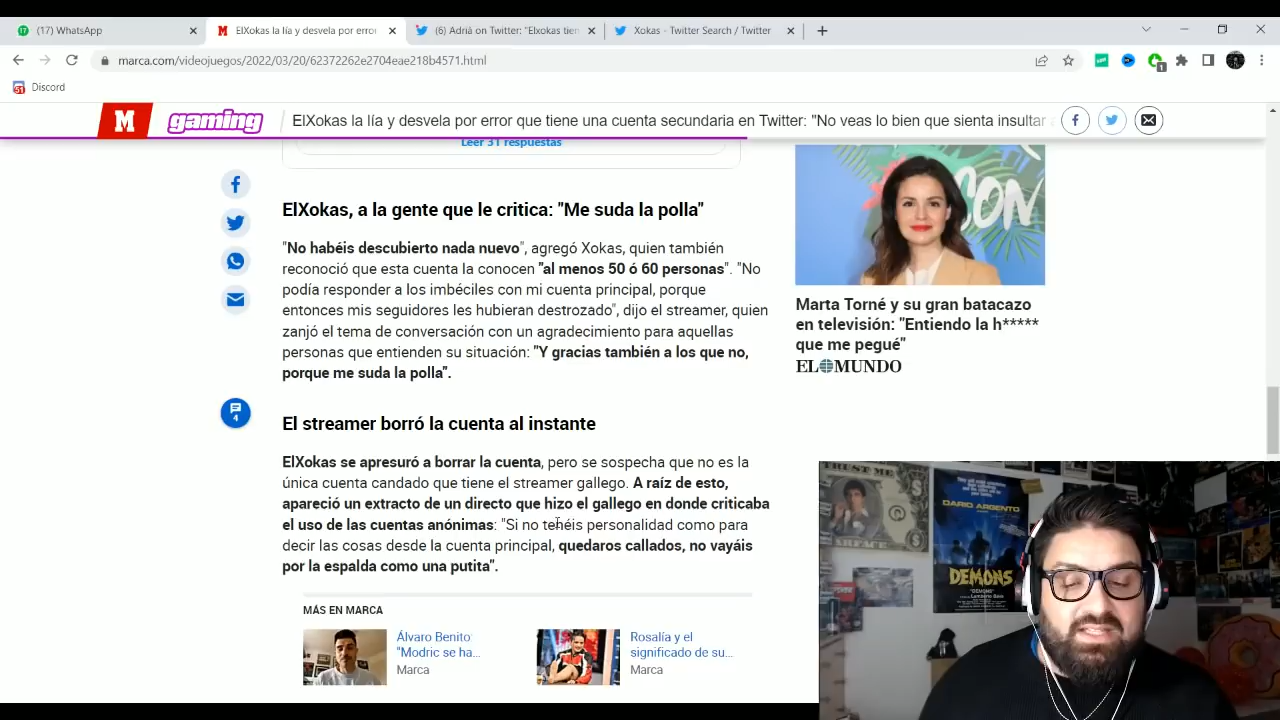 (17) WhatsApp
ElXokas la lía y desvela por erro
(6) Adrià on Twitter: "Elxokas tien
Xokas - Twitter Search / Twitter
marca.com/videojuegos/2022/03/20/62372262e2704eae218b4571.html
1
51
Discord
M
gaming
ElXokas la lía y desvela por error que tiene una cuenta secundaria en Twitter: "No veas lo bien que sienta insultar
Leer 31 respuestas
ElXokas, a la gente que le critica: "Me suda la polla"
"No habéis descubierto nada nuevo", agregó Xokas, quien también
reconoció que esta cuenta la conocen "al menos 50 ó 60 personas". "No
podía responder a los imbéciles con mi cuenta principal, porque
entonces mis seguidores les hubieran destrozado", dijo el streamer, quien
zanjó el tema de conversación con un agradecimiento para aquellas
personas que entienden su situación: "Y gracias también a los que no,
porque me suda la polla".
4
El streamer borró la cuenta al instante
ElXokas se apresuró a borrar la cuenta, pero se sospecha que no es la
única cuenta candado que tiene el streamer gallego. A raíz de esto,
apareció un extracto de un directo que hizo el gallego en donde criticaba
el uso de las cuentas anónimas: "Si no tenéis personalidad como para
decir las cosas desde la cuenta principal, quedaros callados, no vayáis
por la espalda como una putita".
MÁS EN MARCA
Álvaro Benito:
"Modric se ha...
Marca
Rosalía y el
significado de su...
Marca
CON
Marta Torné y su gran batacazo
en televisión: "Entiendo la h*****
que me pegué"
EL MUNDO
TRUST ME
SCARFACE
DARIO ARGENTO
DEMONS